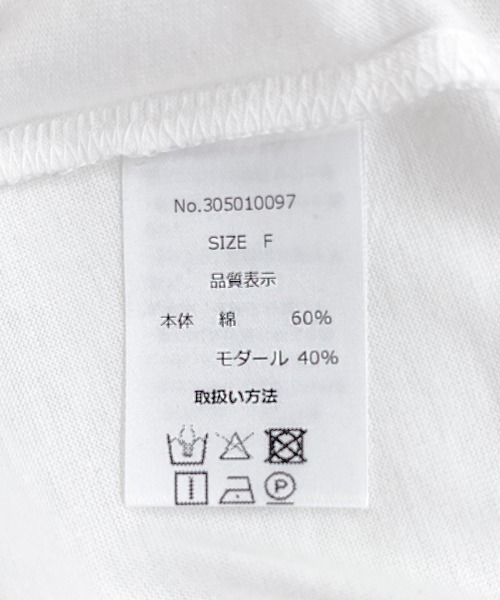 No.305010097
SIZE F
品質表示
本体 綿 60%
モダール 40%
取扱い方法
P